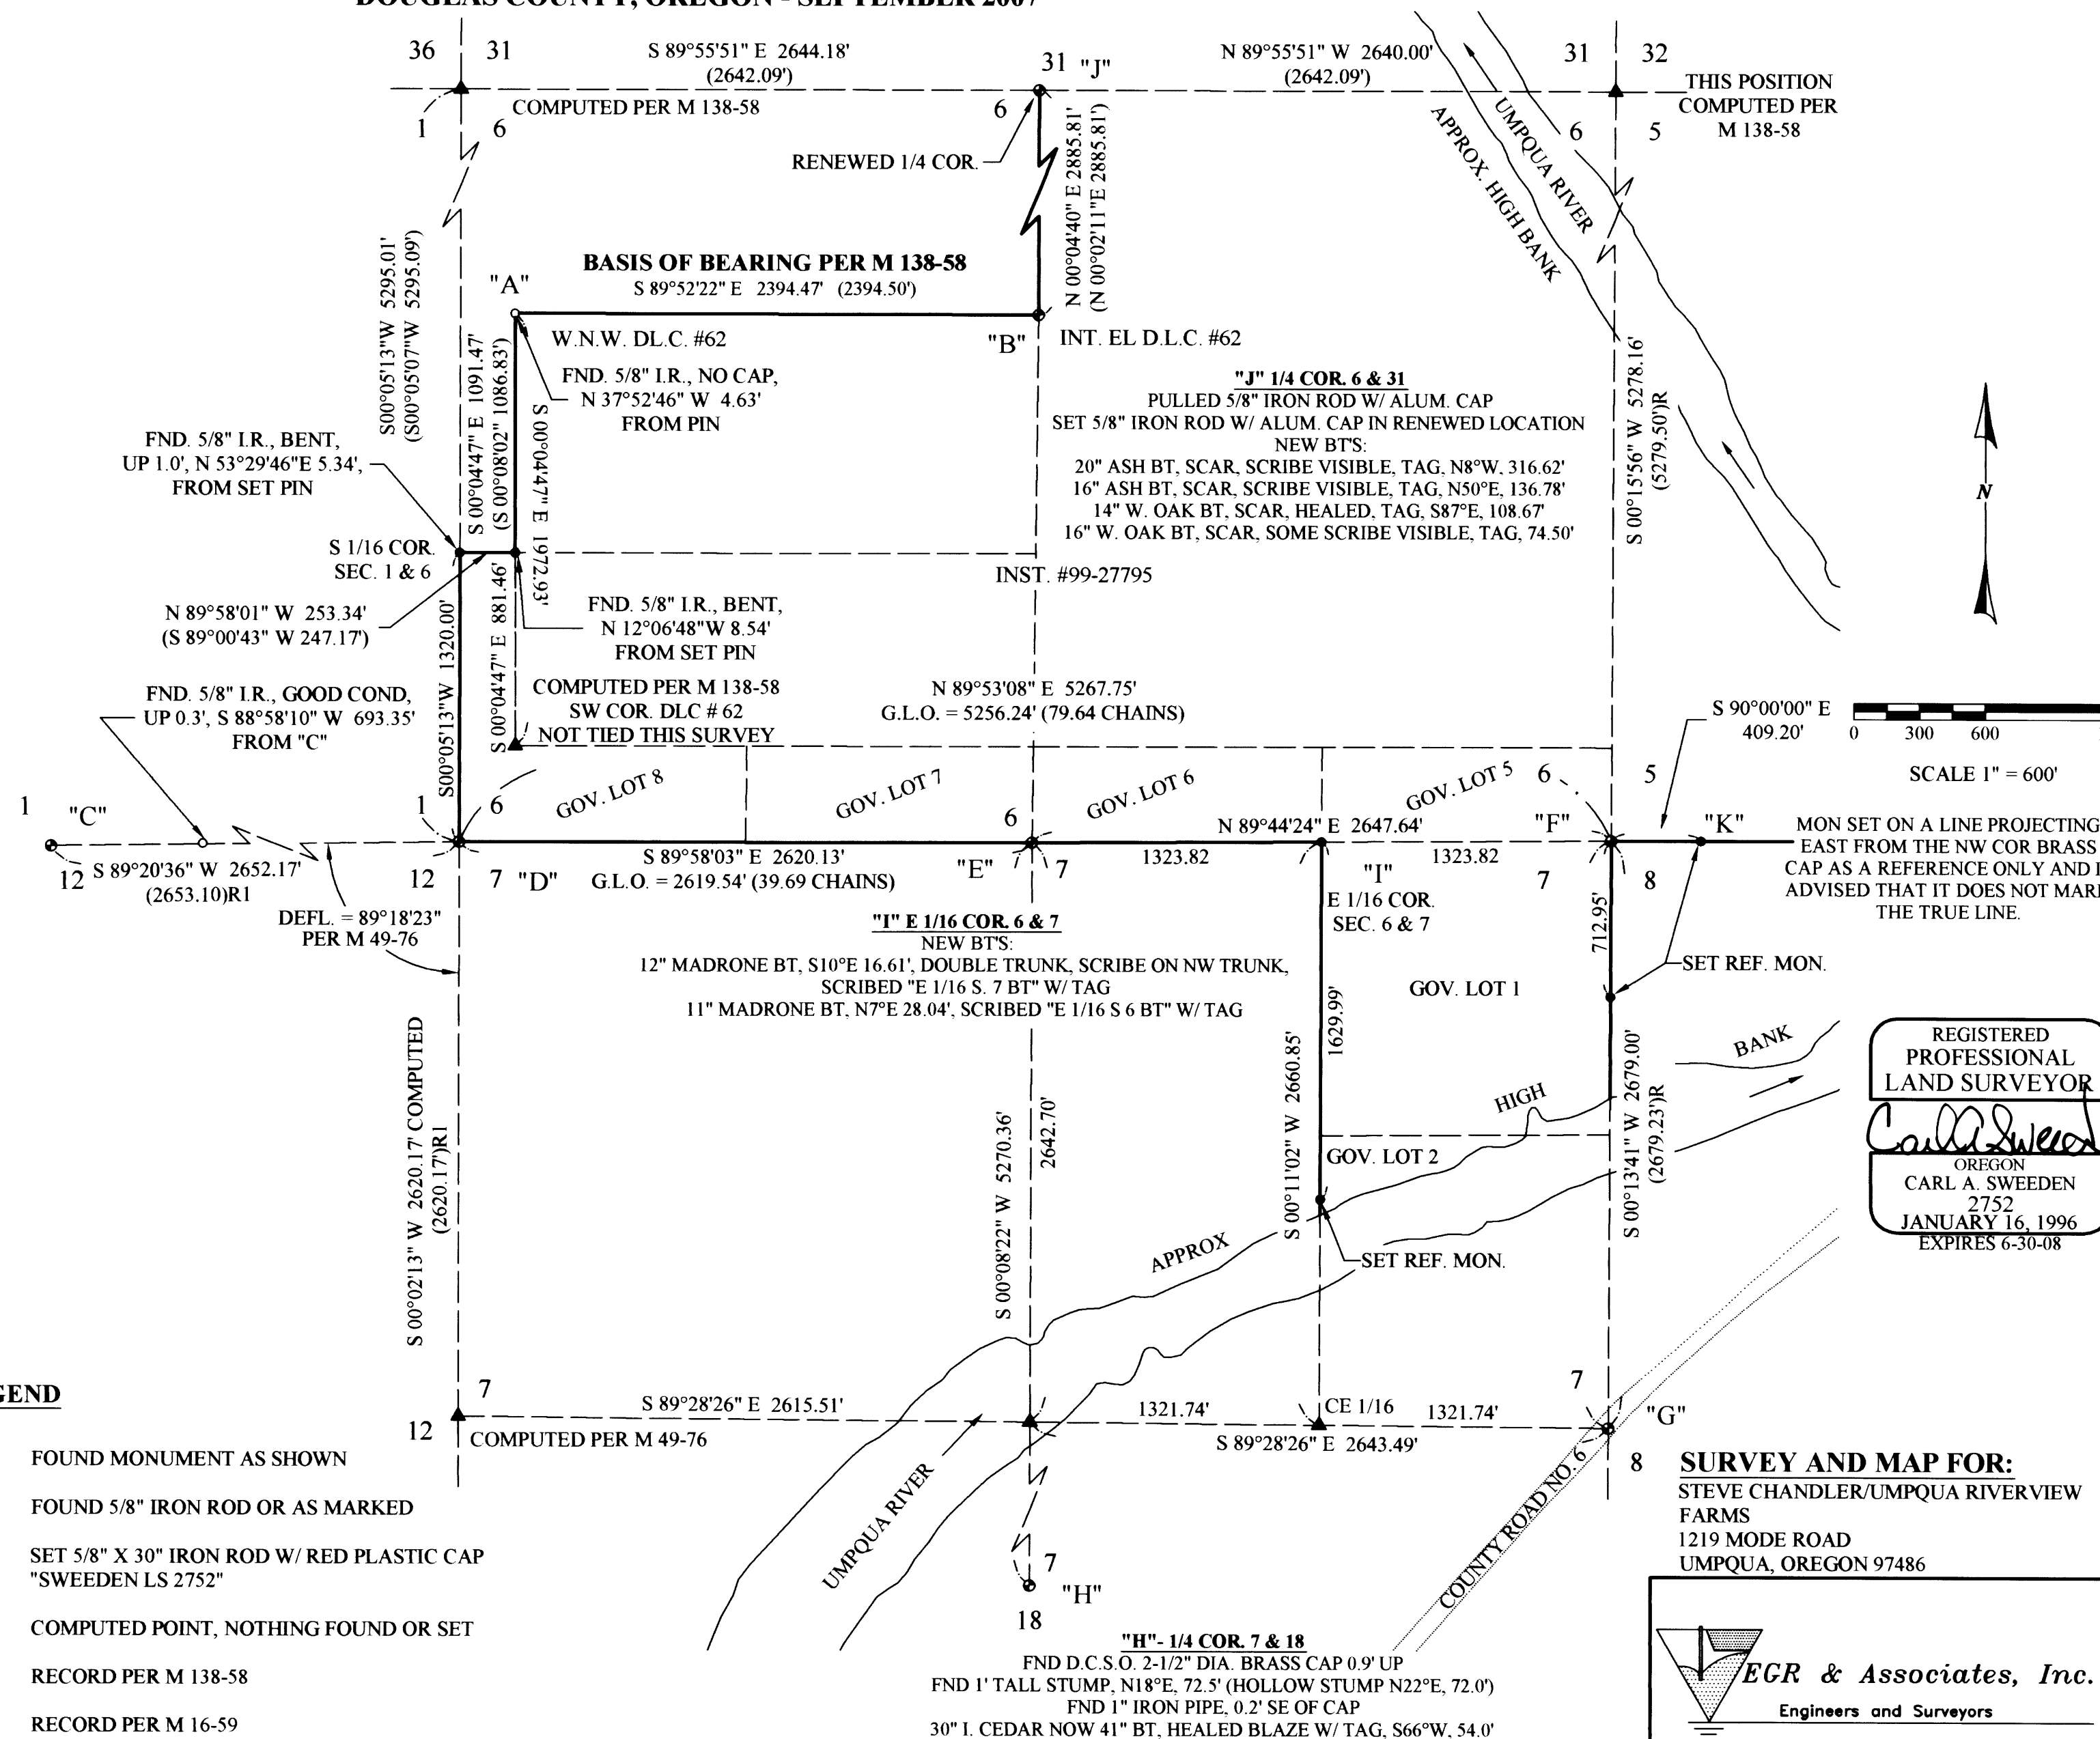 DOUGLAS COUNTY, OREGON - SEPTEMBER 2007
36 31
S 89°55'51" E 2644.18'
(2642.09')
31 "J"
N 89°55'51" W 2640.00'
(2642.09')
31 32
THIS POSITION
COMPUTED PER
M 138-58
1 6
COMPUTED PER M 138-58
6
6 5
RENEWED 1/4 COR.
N 00°04'40" E 2885.81'
(N 00°02'11"E 2885.81')
UMPQUA RIVER
APPROX. HIGH BANK
S00°05'13"W 5295.01'
(S00°05'07"W 5295.09')
"A"
BASIS OF BEARING PER M 138-58
S 89°52'22" E 2394.47' (2394.50')
W.N.W. DL.C. #62
"B"
INT. EL D.L.C. #62
FND. 5/8" I.R., NO CAP,
N 37°52'46" W 4.63'
FROM PIN
S 00°04'47" E 1091.47'
(S 00°08'02" 1086.83')
S 00°04'47" E 1972.93'
"J" 1/4 COR. 6 & 31
PULLED 5/8" IRON ROD W/ ALUM. CAP
SET 5/8" IRON ROD W/ ALUM. CAP IN RENEWED LOCATION
NEW BT'S:
20" ASH BT, SCAR, SCRIBE VISIBLE, TAG, N8°W, 316.62'
16" ASH BT, SCAR, SCRIBE VISIBLE, TAG, N50°E, 136.78'
14" W. OAK BT, SCAR, HEALED, TAG, S87°E, 108.67'
16" W. OAK BT, SCAR, SOME SCRIBE VISIBLE, TAG, 74.50'
S 00°15'56" W 5278.16'
(5279.50')R
N
FND. 5/8" I.R., BENT,
UP 1.0', N 53°29'46"E 5.34',
FROM SET PIN
S 1/16 COR.
SEC. 1 & 6
INST. #99-27795
N 89°58'01" W 253.34'
(S 89°00'43" W 247.17')
S00°05'13"W 1320.00'
S 00°04'47" E 881.46'
FND. 5/8" I.R., BENT,
N 12°06'48"W 8.54'
FROM SET PIN
COMPUTED PER M 138-58
SW COR. DLC # 62
NOT TIED THIS SURVEY
N 89°53'08" E 5267.75'
G.L.O. = 5256.24' (79.64 CHAINS)
FND. 5/8" I.R., GOOD COND,
UP 0.3', S 88°58'10" W 693.35'
FROM "C"
S 90°00'00" E
409.20'
0 300 600
SCALE 1" = 600'
GOV. LOT 8
GOV. LOT 7
GOV. LOT 6
GOV. LOT 5
1 "C"
1 6
6
6 5
12 S 89°20'36" W 2652.17'
(2653.10)R1
12 7 "D"
S 89°58'03" E 2620.13'
G.L.O. = 2619.54' (39.69 CHAINS)
"E" 7
N 89°44'24" E 2647.64'
1323.82
"I"
1323.82
"F"
7 8
"K"
MON SET ON A LINE PROJECTING
EAST FROM THE NW COR BRASS
CAP AS A REFERENCE ONLY AND
ADVISED THAT IT DOES NOT
THE TRUE LINE.
DEFL. = 89°18'23"
PER M 49-76
E 1/16 COR.
SEC. 6 & 7
712.95'
SET REF. MON.
"I" E 1/16 COR. 6 & 7
NEW BT'S:
12" MADRONE BT, S10°E 16.61', DOUBLE TRUNK, SCRIBE ON NW TRUNK,
SCRIBED "E 1/16 S. 7 BT" W/ TAG
11" MADRONE BT, N7°E 28.04', SCRIBED "E 1/16 S 6 BT" W/ TAG
GOV. LOT 1
S 00°02'13" W 2620.17' COMPUTED
(2620.17')R1
S 00°08'22" W 5270.36'
2642.70'
S 00°11'02" W 2660.85'
1629.99'
S 00°13'41" W 2679.00'
(2679.23')R
APPROX HIGH BANK
GOV. LOT 2
SET REF. MON.
REGISTERED
PROFESSIONAL
LAND SURVEYOR
Carl A Sweeden
OREGON
CARL A. SWEEDEN
2752
JANUARY 16, 1996
EXPIRES 6-30-08
7
12
S 89°28'26" E 2615.51'
COMPUTED PER M 49-76
1321.74'
CE 1/16
1321.74'
S 89°28'26" E 2643.49'
7
"G"
8
UMPQUA RIVER
COUNTY ROAD NO. 6
7
"H"
18
"H"- 1/4 COR. 7 & 18
FND D.C.S.O. 2-1/2" DIA. BRASS CAP 0.9' UP
FND 1' TALL STUMP, N18°E, 72.5' (HOLLOW STUMP N22°E, 72.0')
FND 1" IRON PIPE, 0.2' SE OF CAP
30" I. CEDAR NOW 41" BT, HEALED BLAZE W/ TAG, S66°W, 54.0'
GEND
FOUND MONUMENT AS SHOWN
FOUND 5/8" IRON ROD OR AS MARKED
SET 5/8" X 30" IRON ROD W/ RED PLASTIC CAP
"SWEEDEN LS 2752"
COMPUTED POINT, NOTHING FOUND OR SET
RECORD PER M 138-58
RECORD PER M 16-59
SURVEY AND MAP FOR:
STEVE CHANDLER/UMPQUA RIVERVIEW
FARMS
1219 MODE ROAD
UMPQUA, OREGON 97486
EGR & Associates, Inc.
Engineers and Surveyors